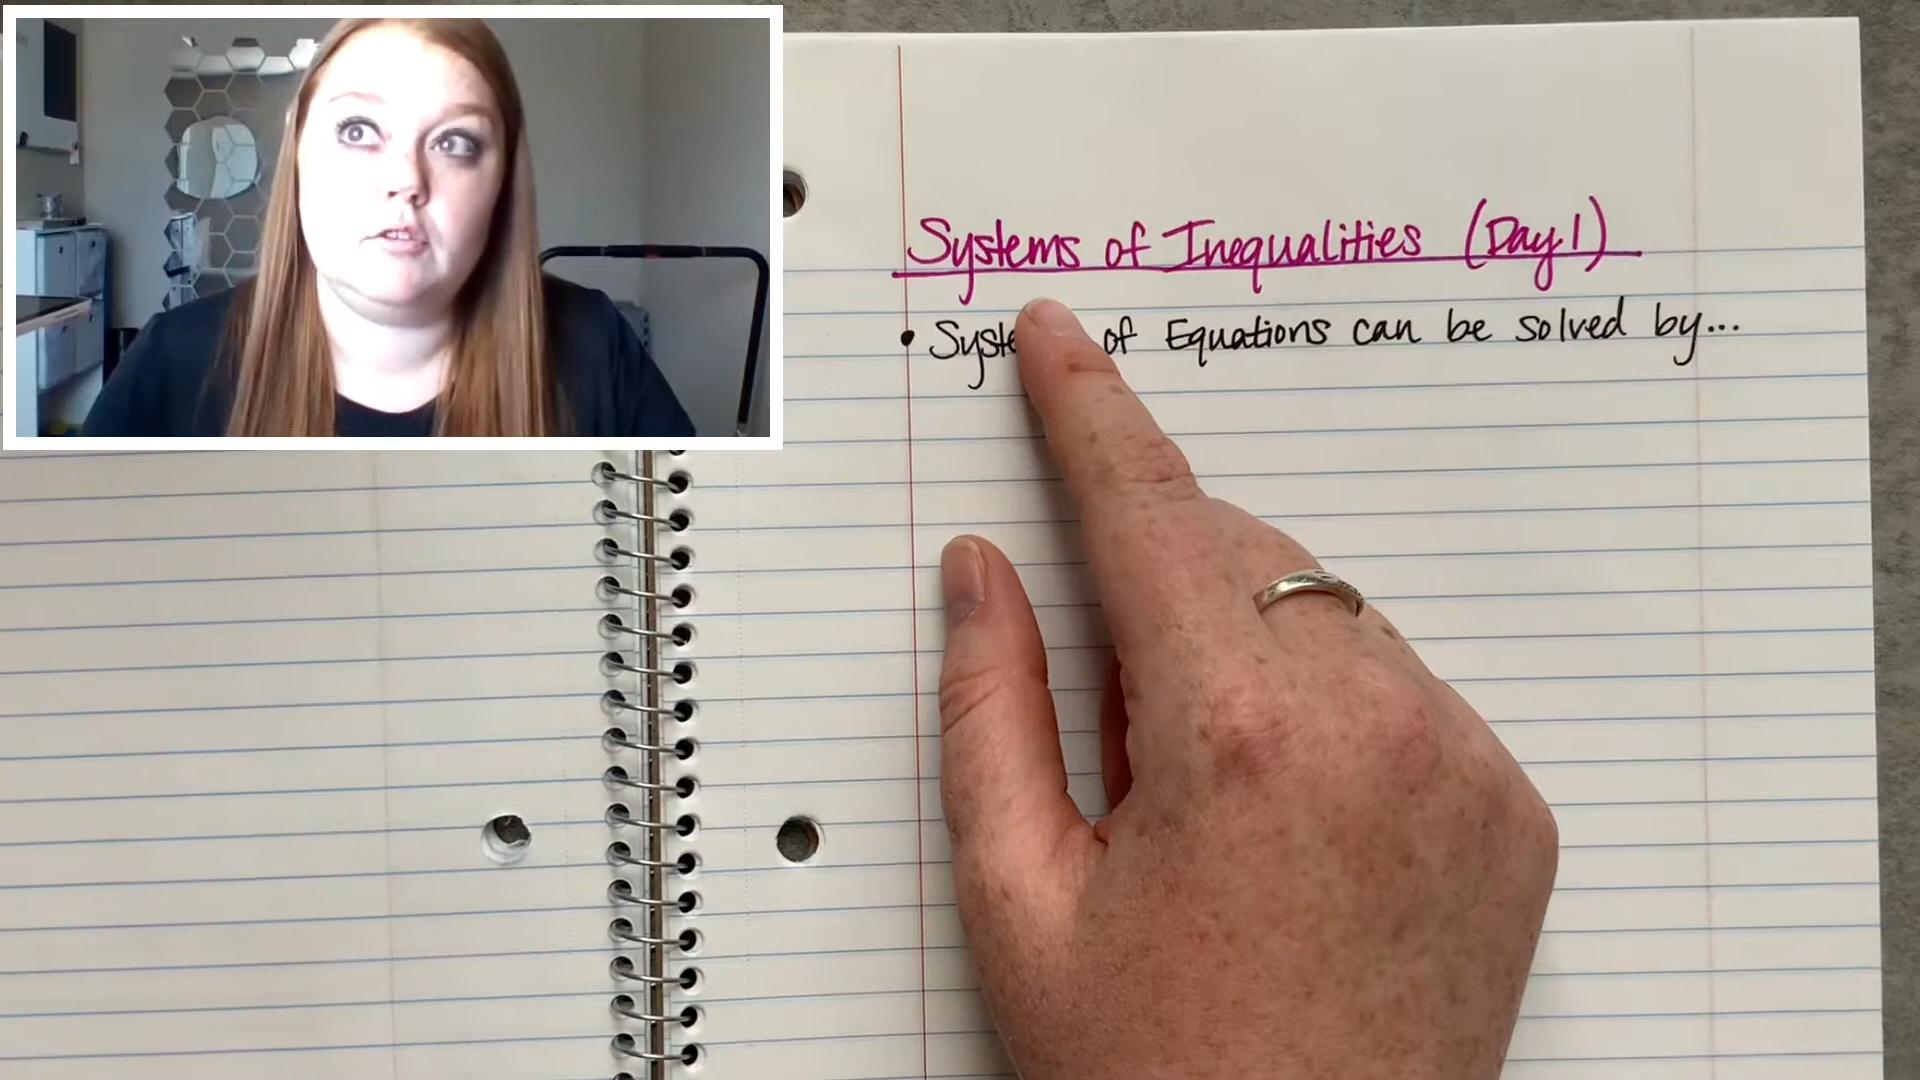 Systems of Inequalities (Day 1)
• of Equations can be solved by...